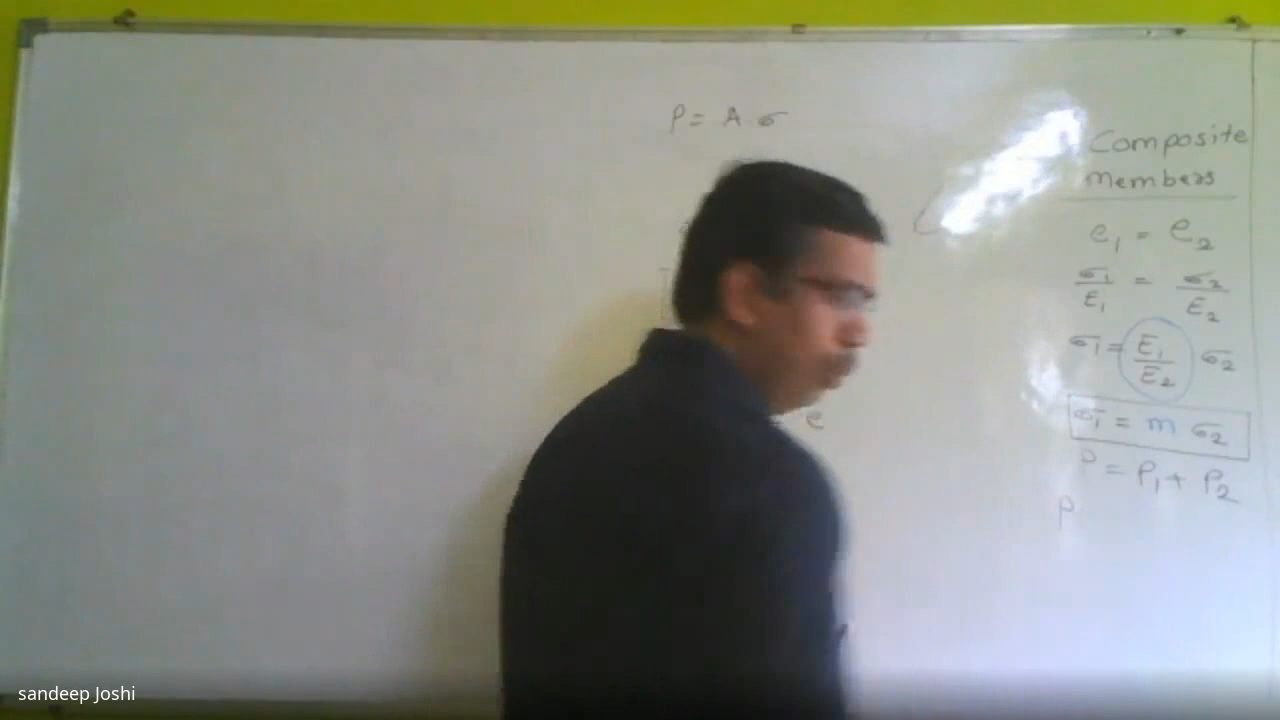 P = A σ
Composite
members
e₁ = e₂
σ₁/E₁ = σ₂/E₂
σ₁ = E₁/E₂ σ₂
σ₁ = m σ₂
P = P₁ + P₂
P
e
sandeep Joshi